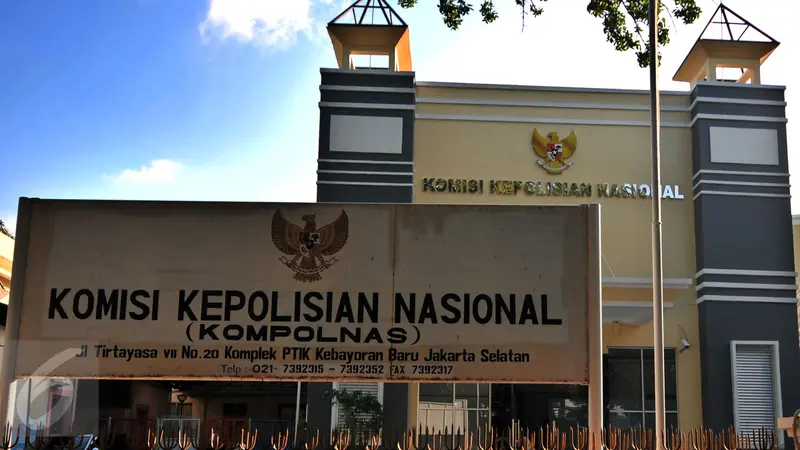 KOMISI KEPOLISIAN NASIONAL
KOMISI KEPOLISIAN NASIONAL
(KOMPOLNAS)
Jl Tirtayasa VII No.20 Komplek PTIK Kebayoran Baru Jakarta Selatan
Telp : 021- 7392315 - 7392352 FAX 7392317
6